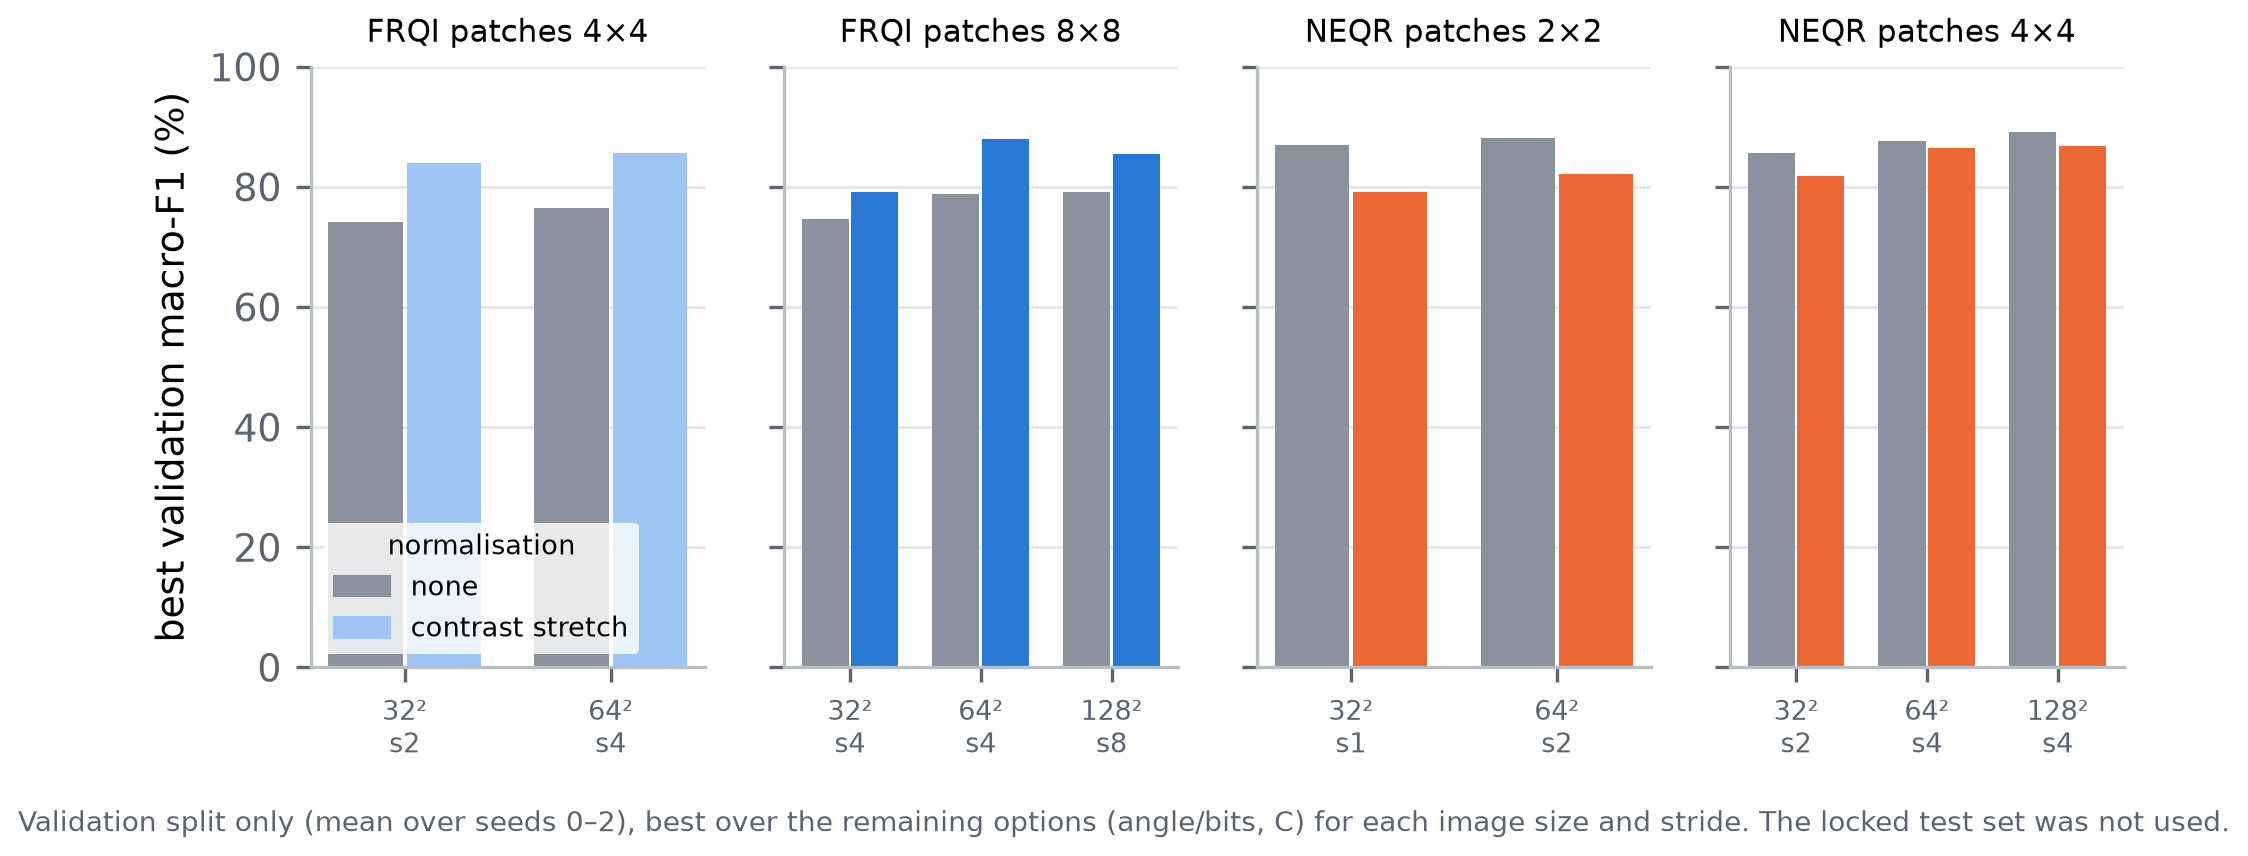 FRQI patches 4×4
FRQI patches 8×8
NEQR patches 2×2
NEQR patches 4×4
best validation macro-F1 (%)
100
80
60
40
20
0
normalisation
none
contrast stretch
32²
s2
64²
s4
32²
s4
64²
s4
128²
s8
32²
s1
64²
s2
32²
s2
64²
s4
128²
s4
Validation split only (mean over seeds 0–2), best over the remaining options (angle/bits, C) for each image size and stride. The locked test set was not used.